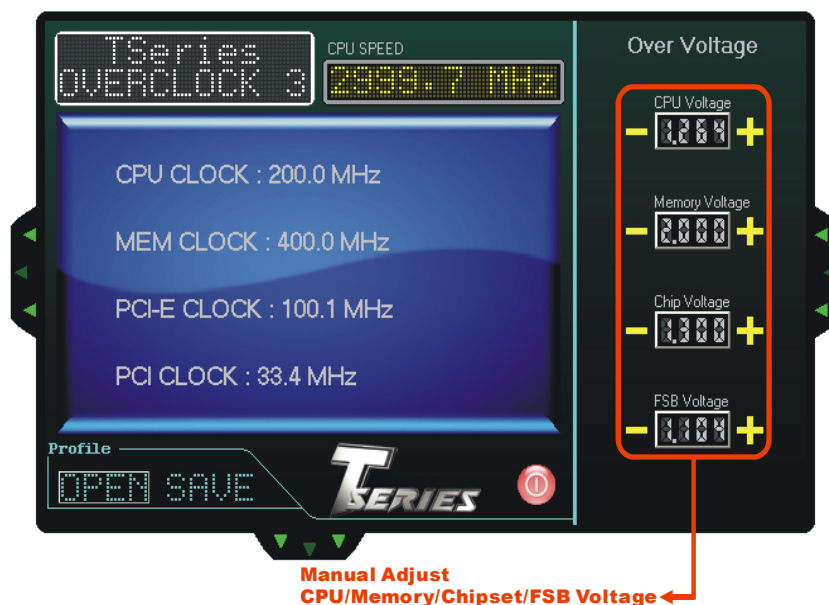 TSeries
OVERCLOCK 3
CPU SPEED
2999.7 MHz
CPU CLOCK : 200.0 MHz
MEM CLOCK : 400.0 MHz
PCI-E CLOCK : 100.1 MHz
PCI CLOCK : 33.4 MHz
Profile
OPEN SAVE
TSERIES
Over Voltage
CPU Voltage
Memory Voltage
2.000
Chip Voltage
1.300
FSB Voltage
Manual Adjust
CPU/Memory/Chipset/FSB Voltage